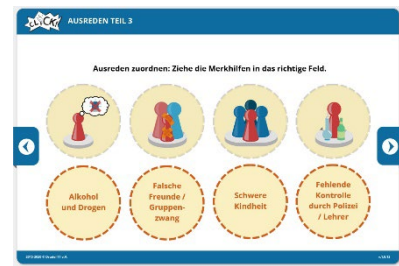 CLICK!
AUSREDEN TEIL 3
Ausreden zuordnen: Ziehe die Merkhilfen in das richtige Feld.
Alkohol
und Drogen
Falsche
Freunde /
Gruppen-
zwang
Schwere
Kindheit
Fehlende
Kontrolle
durch Polizei
/ Lehrer